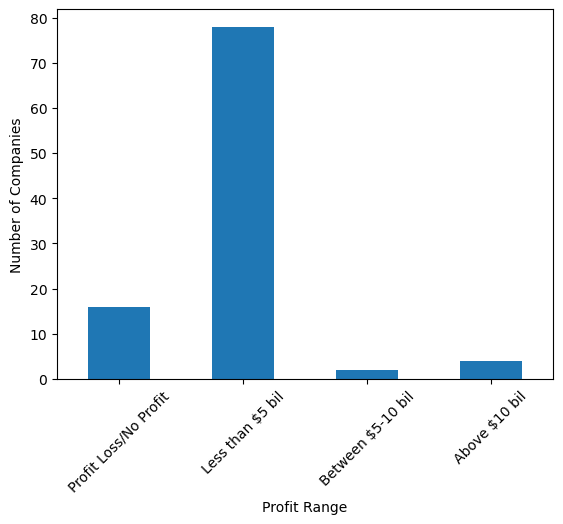 80
70
60
50
40
30
20
10
0
Number of Companies
Profit Loss/No Profit
Less than $5 bil
Between $5-10 bil
Above $10 bil
Profit Range